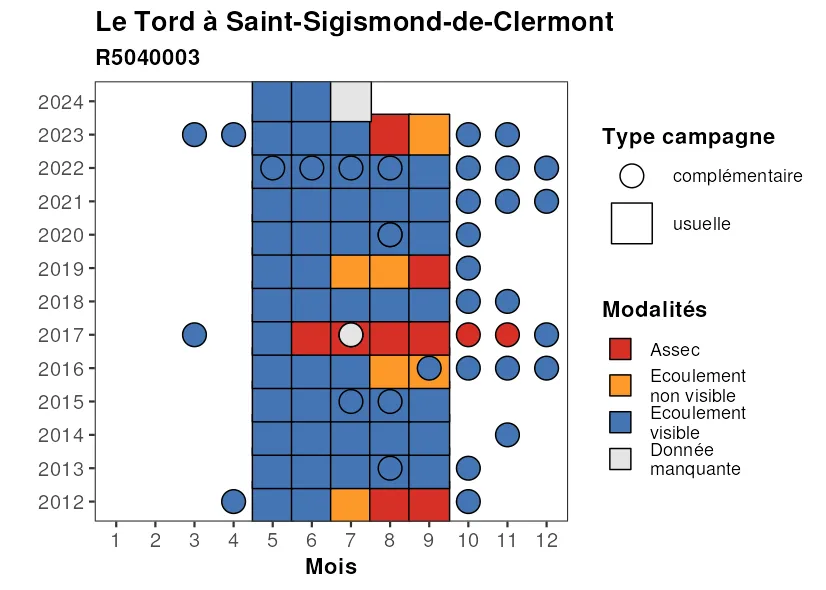 Le Tord à Saint-Sigismond-de-Clermont
R5040003
2024
2023
2022
2021
2020
2019
2018
2017
2016
2015
2014
2013
2012
1 2 3 4 5 6 7 8 9 10 11 12
Mois
Type campagne
complémentaire
usuelle
Modalités
Assec
Ecoulement
non visible
Ecoulement
visible
Donnée
manquante